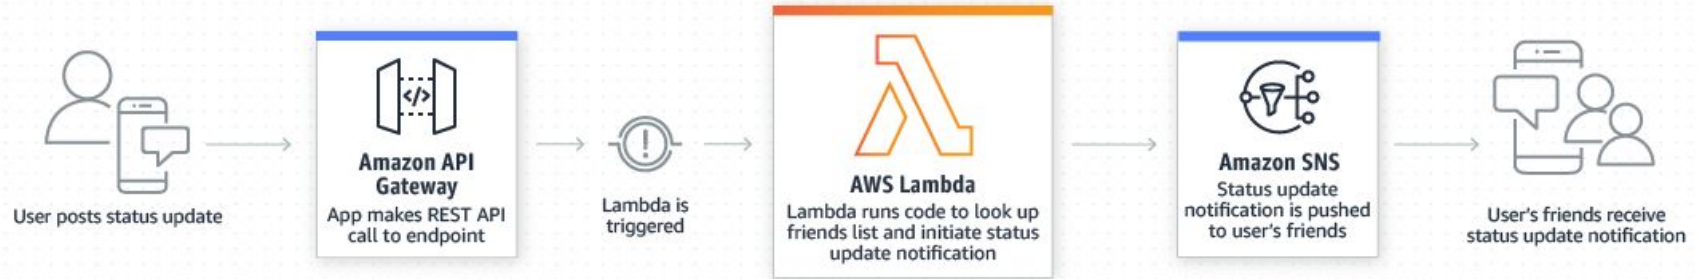 User posts status update
</>
Amazon API
Gateway
App makes REST API
call to endpoint
!
Lambda is
triggered
AWS Lambda
Lambda runs code to look up
friends list and initiate status
update notification
Amazon SNS
Status update
notification is pushed
to user's friends
User's friends receive
status update notification